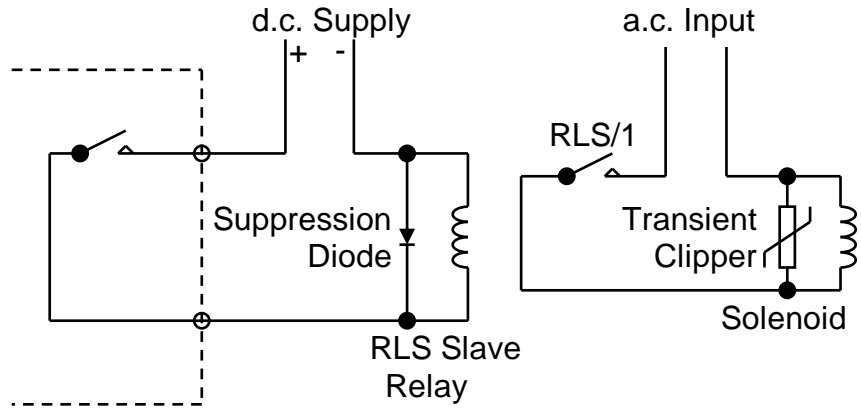 d.c. Supply
+ -
a.c. Input
RLS/1
Suppression
Diode
Transient
Clipper
RLS Slave
Relay
Solenoid